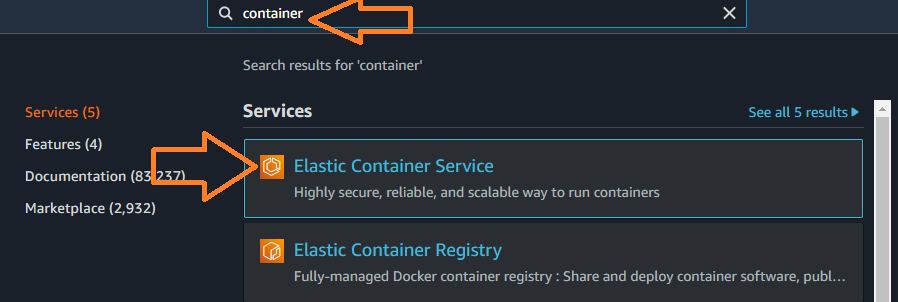 container
Search results for 'container'
Services (5)
Features (4)
Documentation (83,237)
Marketplace (2,932)
Services
See all 5 results
Elastic Container Service
Highly secure, reliable, and scalable way to run containers
Elastic Container Registry
Fully-managed Docker container registry : Share and deploy container software, publ...